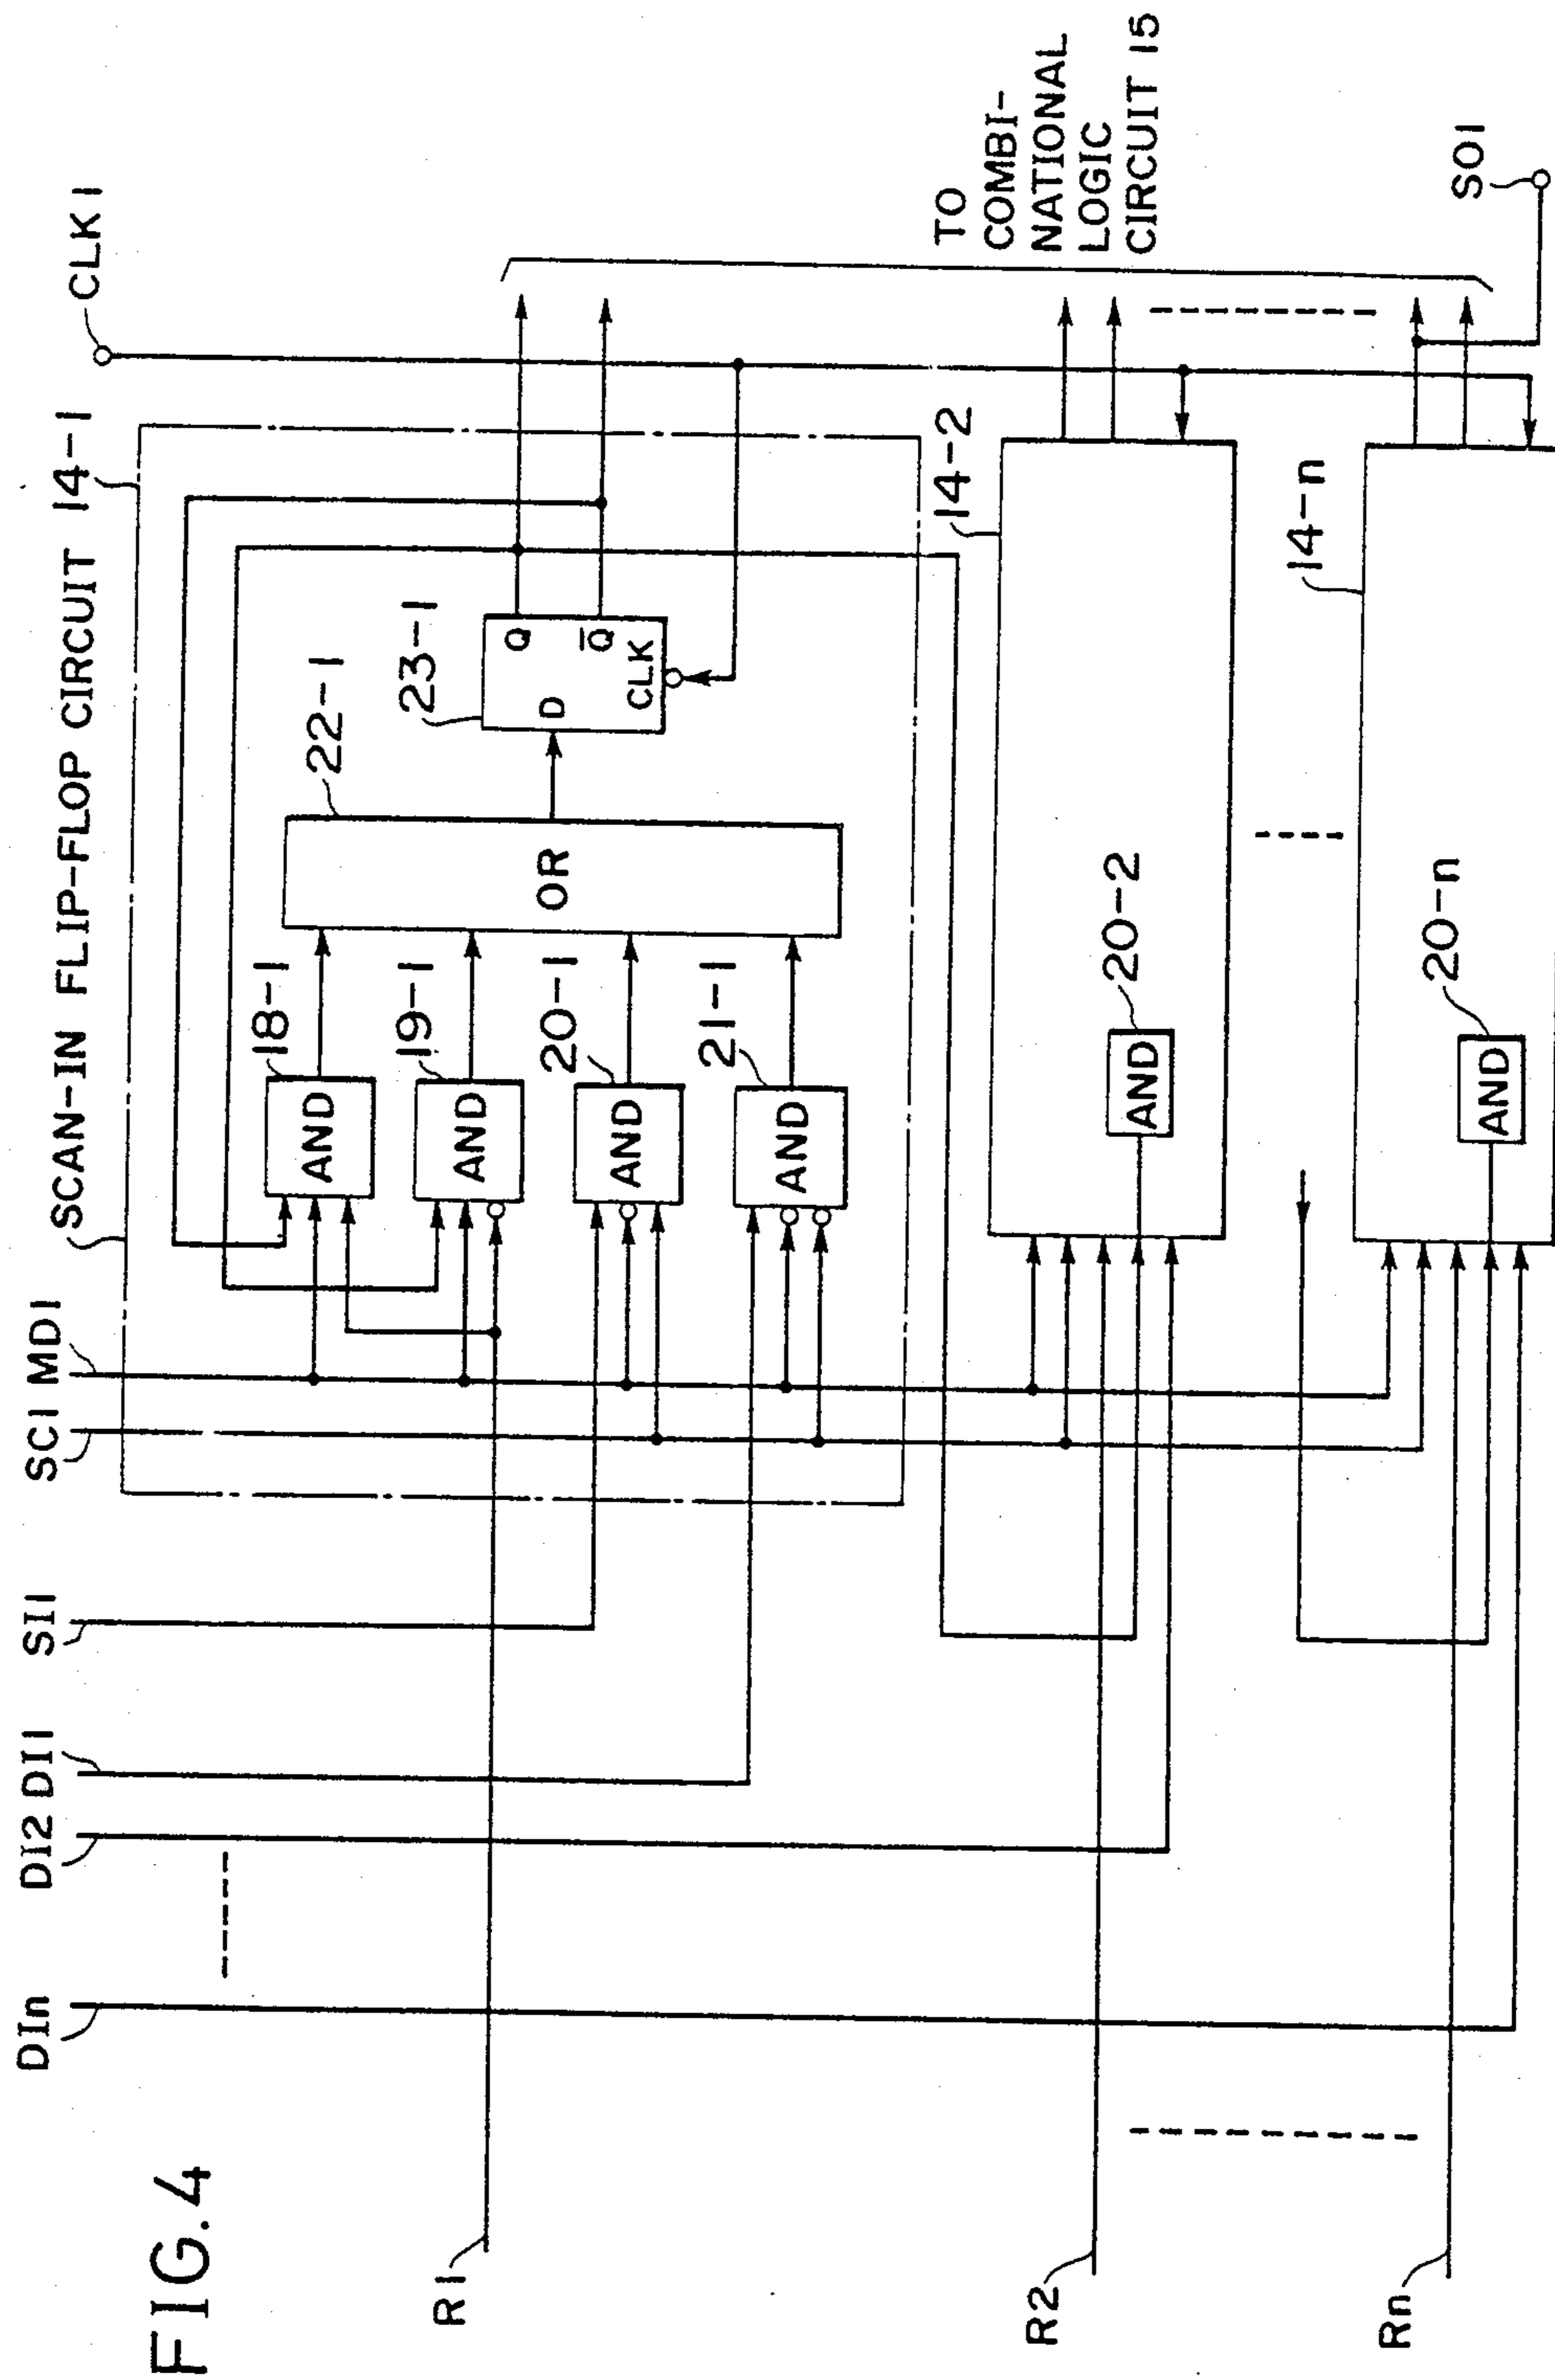 FIG. 4
DIn
DI2
DI1
SI1
SC1
MD1
SCAN-IN FLIP-FLOP CIRCUIT 14-1
CLK1
R1
18-1
AND
19-1
AND
20-1
AND
21-1
AND
22-1
OR
23-1
D
Q
Q̅
CLK
TO
COMBI-
NATIONAL
LOGIC
CIRCUIT 15
R2
14-2
20-2
AND
Rn
14-n
20-n
AND
SO1